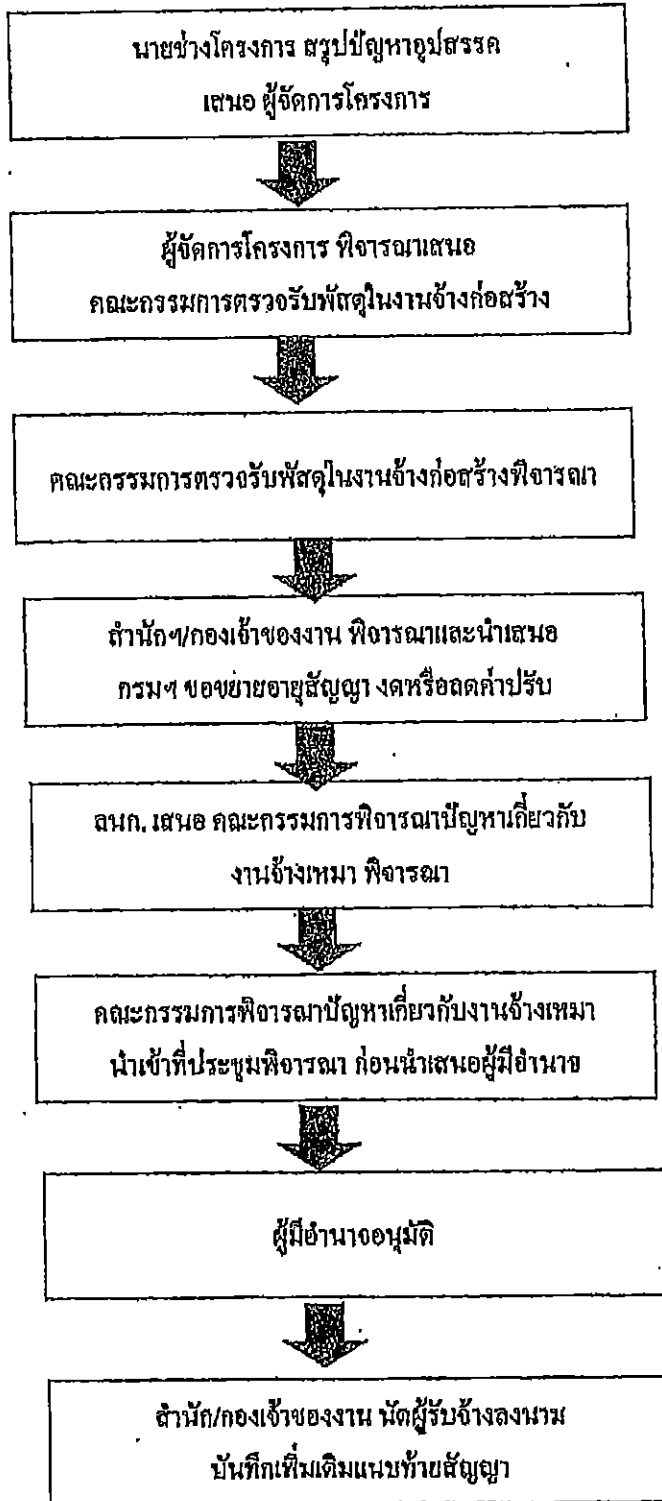 นายช่างโครงการ สรุปปัญหาอุปสรรค
เสนอ ผู้จัดการโครงการ
ผู้จัดการโครงการ พิจารณาเสนอ
คณะกรรมการตรวจรับพัสดุในงานจ้างก่อสร้าง
คณะกรรมการตรวจรับพัสดุในงานจ้างก่อสร้างพิจารณา
สำนักฯ/กองเจ้าของงาน พิจารณาและนำเสนอ
กรมฯ ขอขยายอายุสัญญา งดหรือลดค่าปรับ
ลนก. เสนอ คณะกรรมการพิจารณาปัญหาเกี่ยวกับ
งานจ้างเหมา พิจารณา
คณะกรรมการพิจารณาปัญหาเกี่ยวกับงานจ้างเหมา
นำเข้าที่ประชุมพิจารณา ก่อนนำเสนอผู้มีอำนาจ
ผู้มีอำนาจอนุมัติ
สำนัก/กองเจ้าของงาน นัดผู้รับจ้างลงนาม
บันทึกเพิ่มเติมแนบท้ายสัญญา